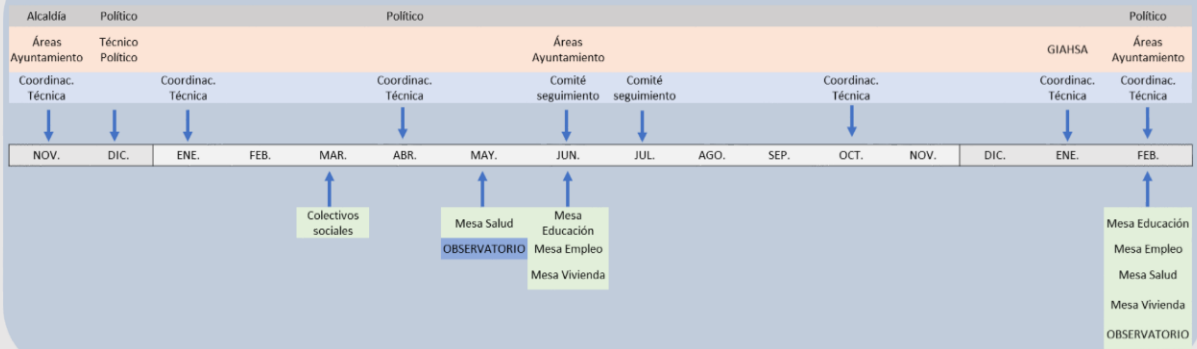 Alcaldía Político Político Político
Áreas Técnico Áreas GIAHSA Áreas
Ayuntamiento Político Ayuntamiento Ayuntamiento
Coordinac. Coordinac. Coordinac. Comité Comité Coordinac. Coordinac. Coordinac.
Técnica Técnica Técnica seguimiento seguimiento Técnica Técnica Técnica
NOV. DIC. ENE. FEB. MAR. ABR. MAY. JUN. JUL. AGO. SEP. OCT. NOV. DIC. ENE. FEB.
Colectivos
sociales
Mesa Salud
OBSERVATORIO
Mesa
Educación
Mesa Empleo
Mesa Vivienda
Mesa Educación
Mesa Empleo
Mesa Salud
Mesa Vivienda
OBSERVATORIO